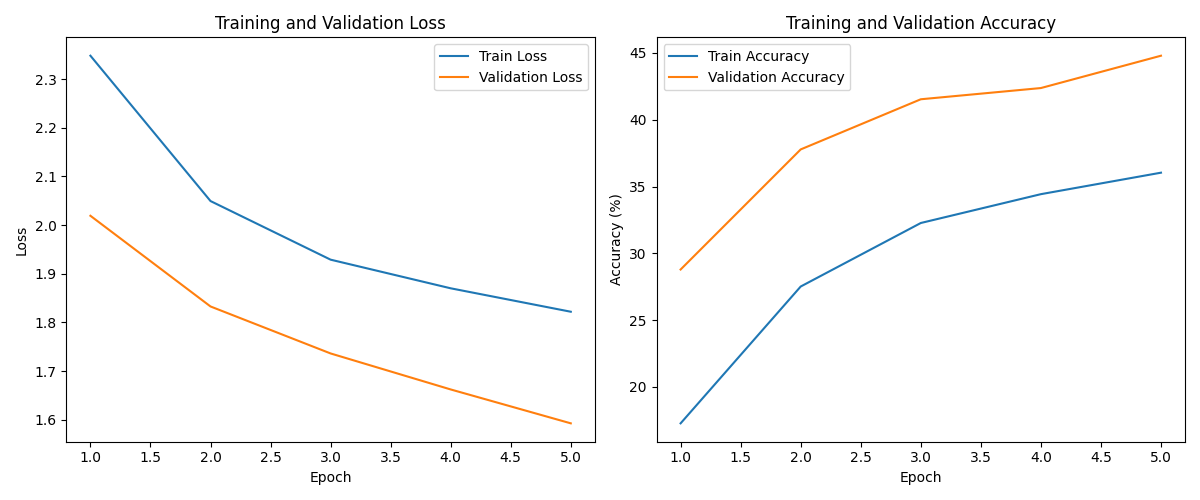 Training and Validation Loss
Train Loss
Validation Loss
2.3
2.2
2.1
2.0
1.9
1.8
1.7
1.6
Loss
1.0 1.5 2.0 2.5 3.0 3.5 4.0 4.5 5.0
Epoch
Training and Validation Accuracy
Train Accuracy
Validation Accuracy
45
40
35
30
25
20
Accuracy (%)
1.0 1.5 2.0 2.5 3.0 3.5 4.0 4.5 5.0
Epoch